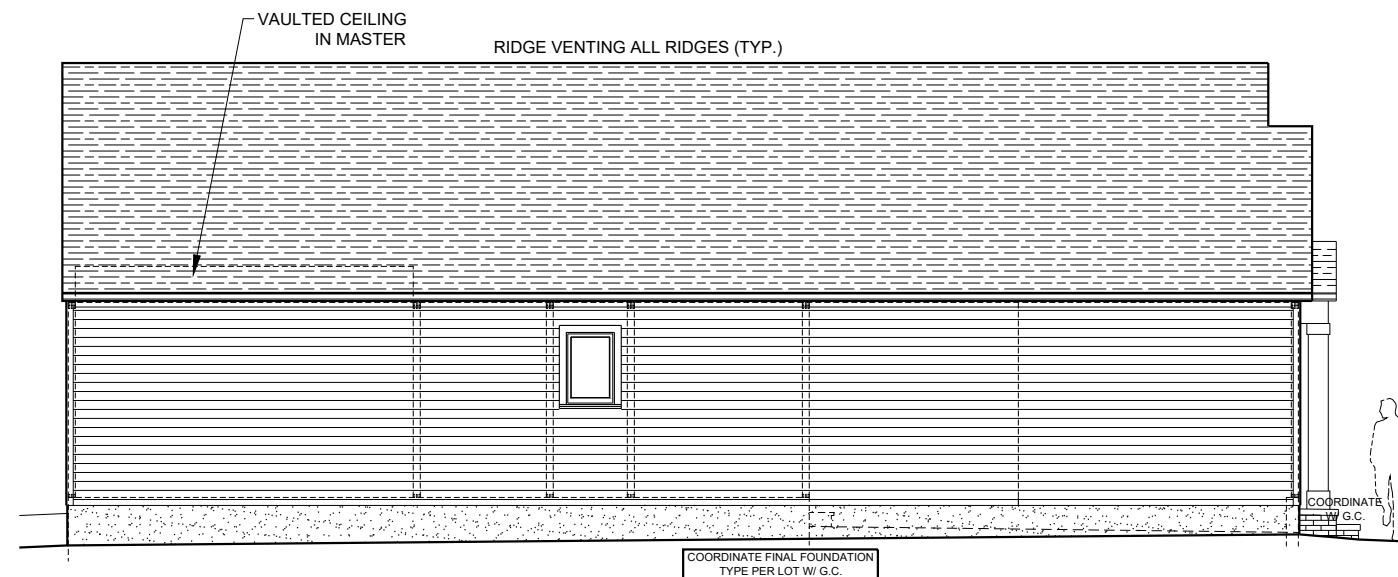 VAULTED CEILING
IN MASTER
RIDGE VENTING ALL RIDGES (TYP.)
COORDINATE
W/ G.C.
COORDINATE FINAL FOUNDATION
TYPE PER LOT W/ G.C.